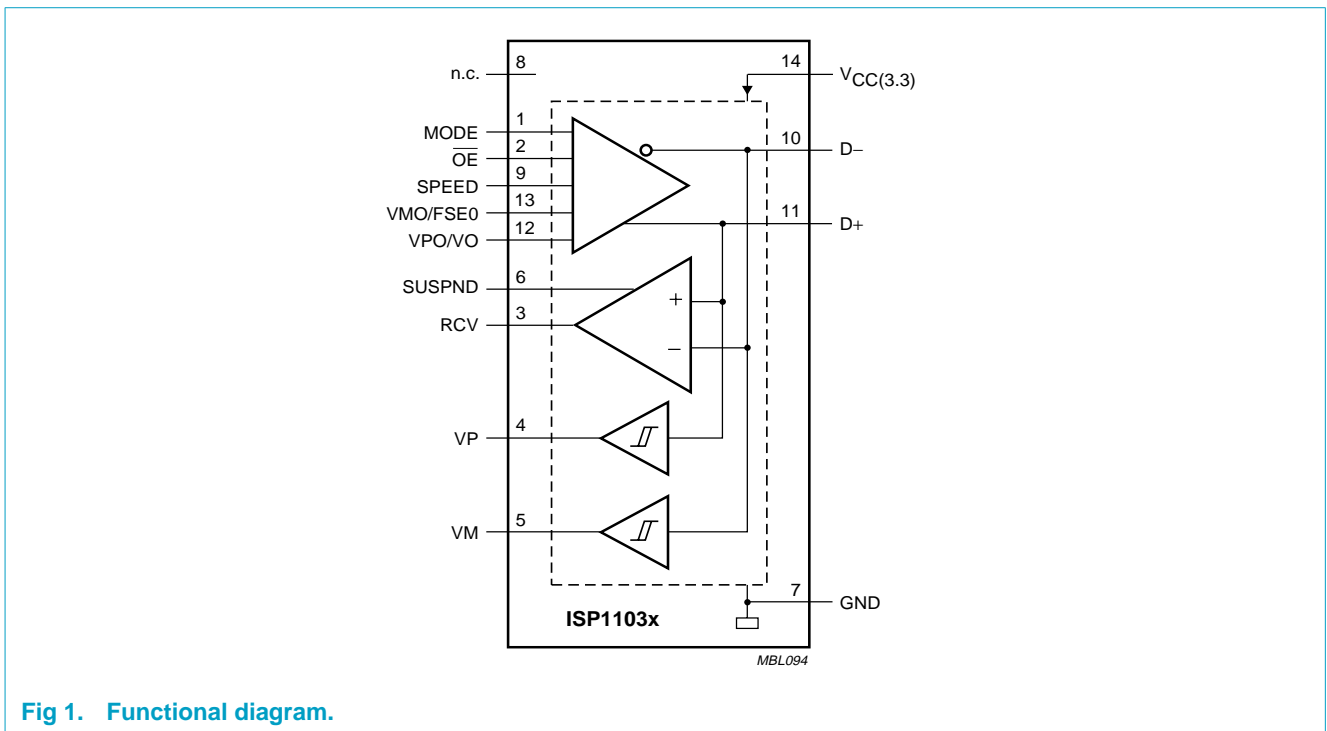 n.c.
8
14
VCC(3.3)
MODE
1
OE
2
SPEED
9
VMO/FSE0
13
VPO/VO
12
10
D−
11
D+
SUSPND
6
RCV
3
+
−
VP
4
VM
5
7
GND
ISP1103x
MBL094
Fig 1. Functional diagram.